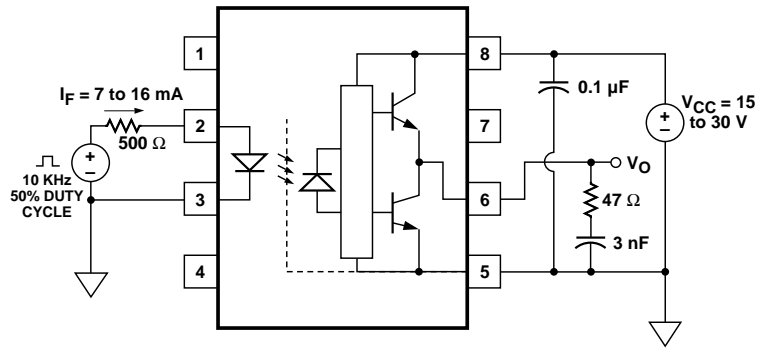 1
8
I_F = 7 to 16 mA
0.1 µF
V_CC = 15
to 30 V
+
–
2
500 Ω
7
+
–
10 KHz
50% DUTY
CYCLE
3
6
V_O
47 Ω
3 nF
4
5